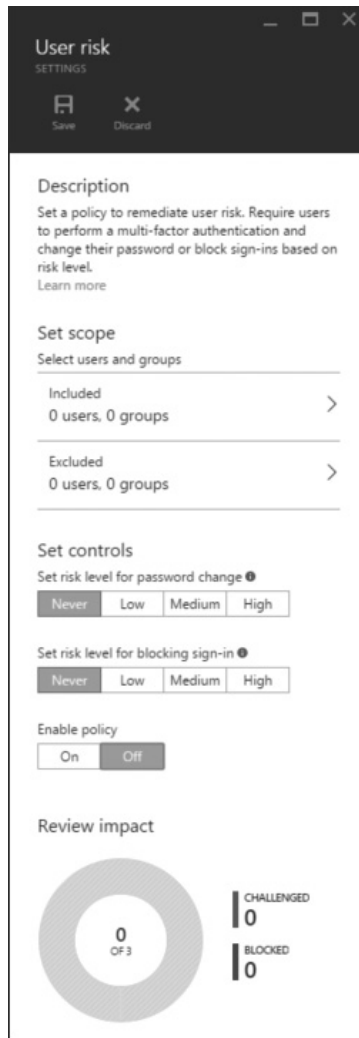 User risk
SETTINGS
Save Discard
Description
Set a policy to remediate user risk. Require users
to perform a multi-factor authentication and
change their password or block sign-ins based on
risk level.
Learn more
Set scope
Select users and groups
Included
0 users, 0 groups
Excluded
0 users, 0 groups
Set controls
Set risk level for password change
Never Low Medium High
Set risk level for blocking sign-in
Never Low Medium High
Enable policy
On Off
Review impact
0
OF 3
CHALLENGED
0
BLOCKED
0